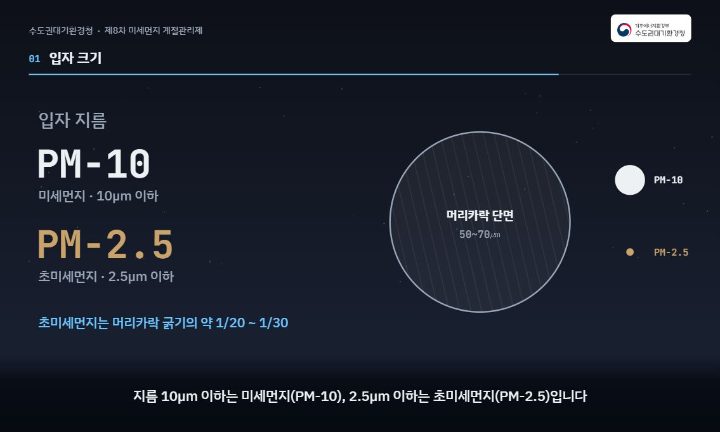 수도권대기환경청 · 제8차 미세먼지 계절관리제
수도권대기환경청
01 입자 크기
입자 지름
PM-10
미세먼지 · 10μm 이하
PM-2.5
초미세먼지 · 2.5μm 이하
초미세먼지는 머리카락 굵기의 약 1/20 ~ 1/30
머리카락 단면
50~70μm
PM-10
PM-2.5
지름 10μm 이하는 미세먼지(PM-10), 2.5μm 이하는 초미세먼지(PM-2.5)입니다